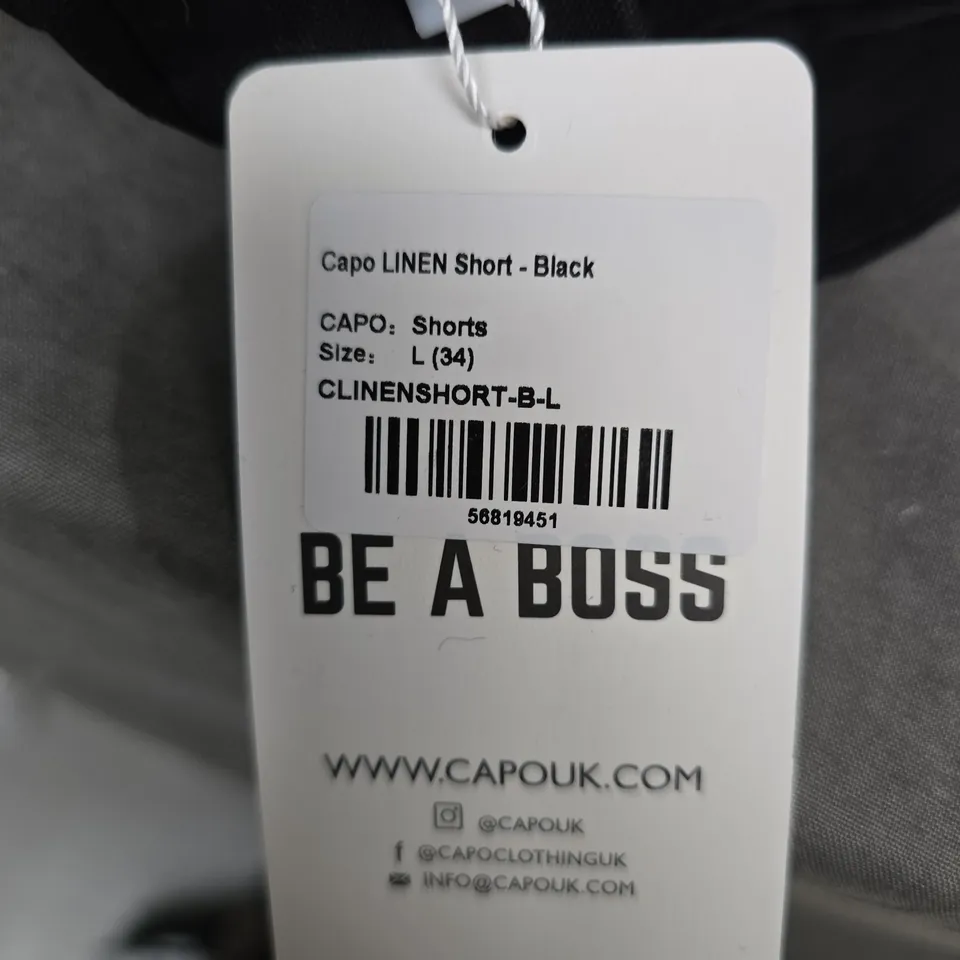 Capo LINEN Short - Black
CAPO: Shorts
Size: L (34)
CLINENSHORT-B-L
56819451
BE A BOSS
WWW.CAPOUK.COM
@CAPOUK
f @CAPOCLOTHINGUK
INFO@CAPOUK.COM